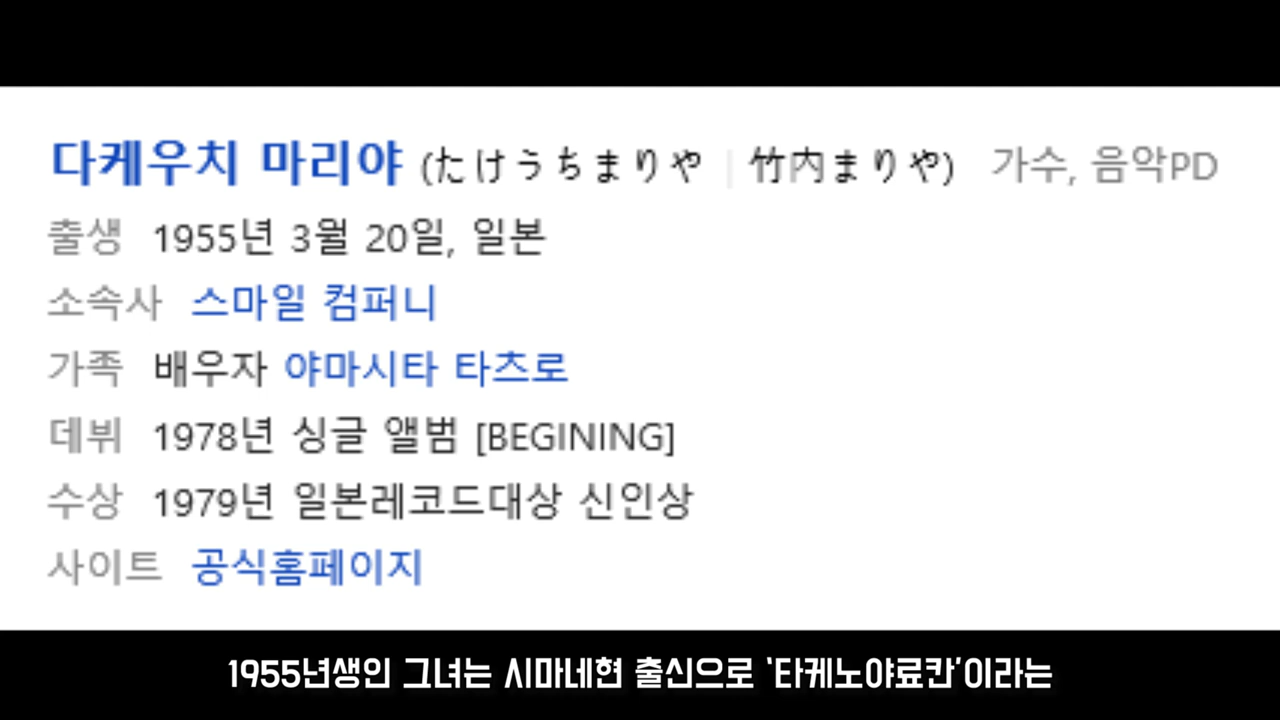 다케우치 마리야 (たけうちまりや | 竹内まりや) 가수, 음악PD
출생 1955년 3월 20일, 일본
소속사 스마일 컴퍼니
가족 배우자 야마시타 타츠로
데뷔 1978년 싱글 앨범 [BEGINING]
수상 1979년 일본레코드대상 신인상
사이트 공식홈페이지
1955년생인 그녀는 시마네현 출신으로 '타케노야료칸'이라는